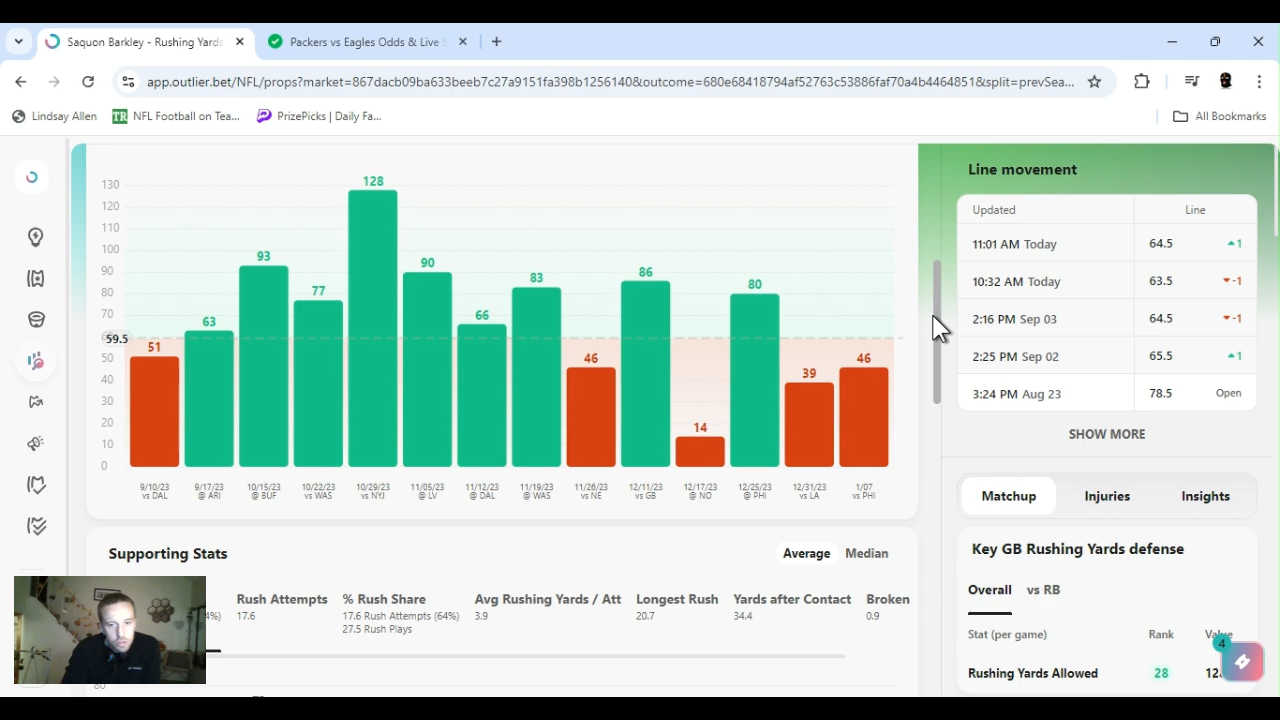 Saquon Barkley - Rushing Yards
Packers vs Eagles Odds & Live S
app.outlier.bet/NFL/props?market=867dacb09ba633beeb7c27a9151fa398b1256140&outcome=680e68418794af52763c53886faf70a4b4464851&split=prevSea...
Lindsay Allen
NFL Football on Tea...
PrizePicks | Daily Fa...
All Bookmarks
130
120
110
100
90
80
70
59.5
50
40
30
20
10
0
51
63
93
77
128
90
66
83
46
86
14
80
39
46
9/10/23 vs DAL
9/17/23 @ ARI
10/15/23 @ BUF
10/22/23 vs WAS
10/29/23 vs NYJ
11/05/23 @ LV
11/12/23 @ DAL
11/19/23 @ WAS
11/26/23 vs NE
12/11/23 vs GB
12/17/23 @ NO
12/25/23 @ PHI
12/31/23 vs LA
1/07 vs PHI
Supporting Stats
Average Median
4%)
Rush Attempts
17.6
% Rush Share
17.6 Rush Attempts (64%)
27.5 Rush Plays
Avg Rushing Yards / Att
3.9
Longest Rush
20.7
Yards after Contact
34.4
Broken
0.9
Line movement
Updated Line
11:01 AM Today 64.5 1
10:32 AM Today 63.5 -1
2:16 PM Sep 03 64.5 -1
2:25 PM Sep 02 65.5 1
3:24 PM Aug 23 78.5 Open
SHOW MORE
Matchup Injuries Insights
Key GB Rushing Yards defense
Overall vs RB
Stat (per game) Rank Value
4
Rushing Yards Allowed 28